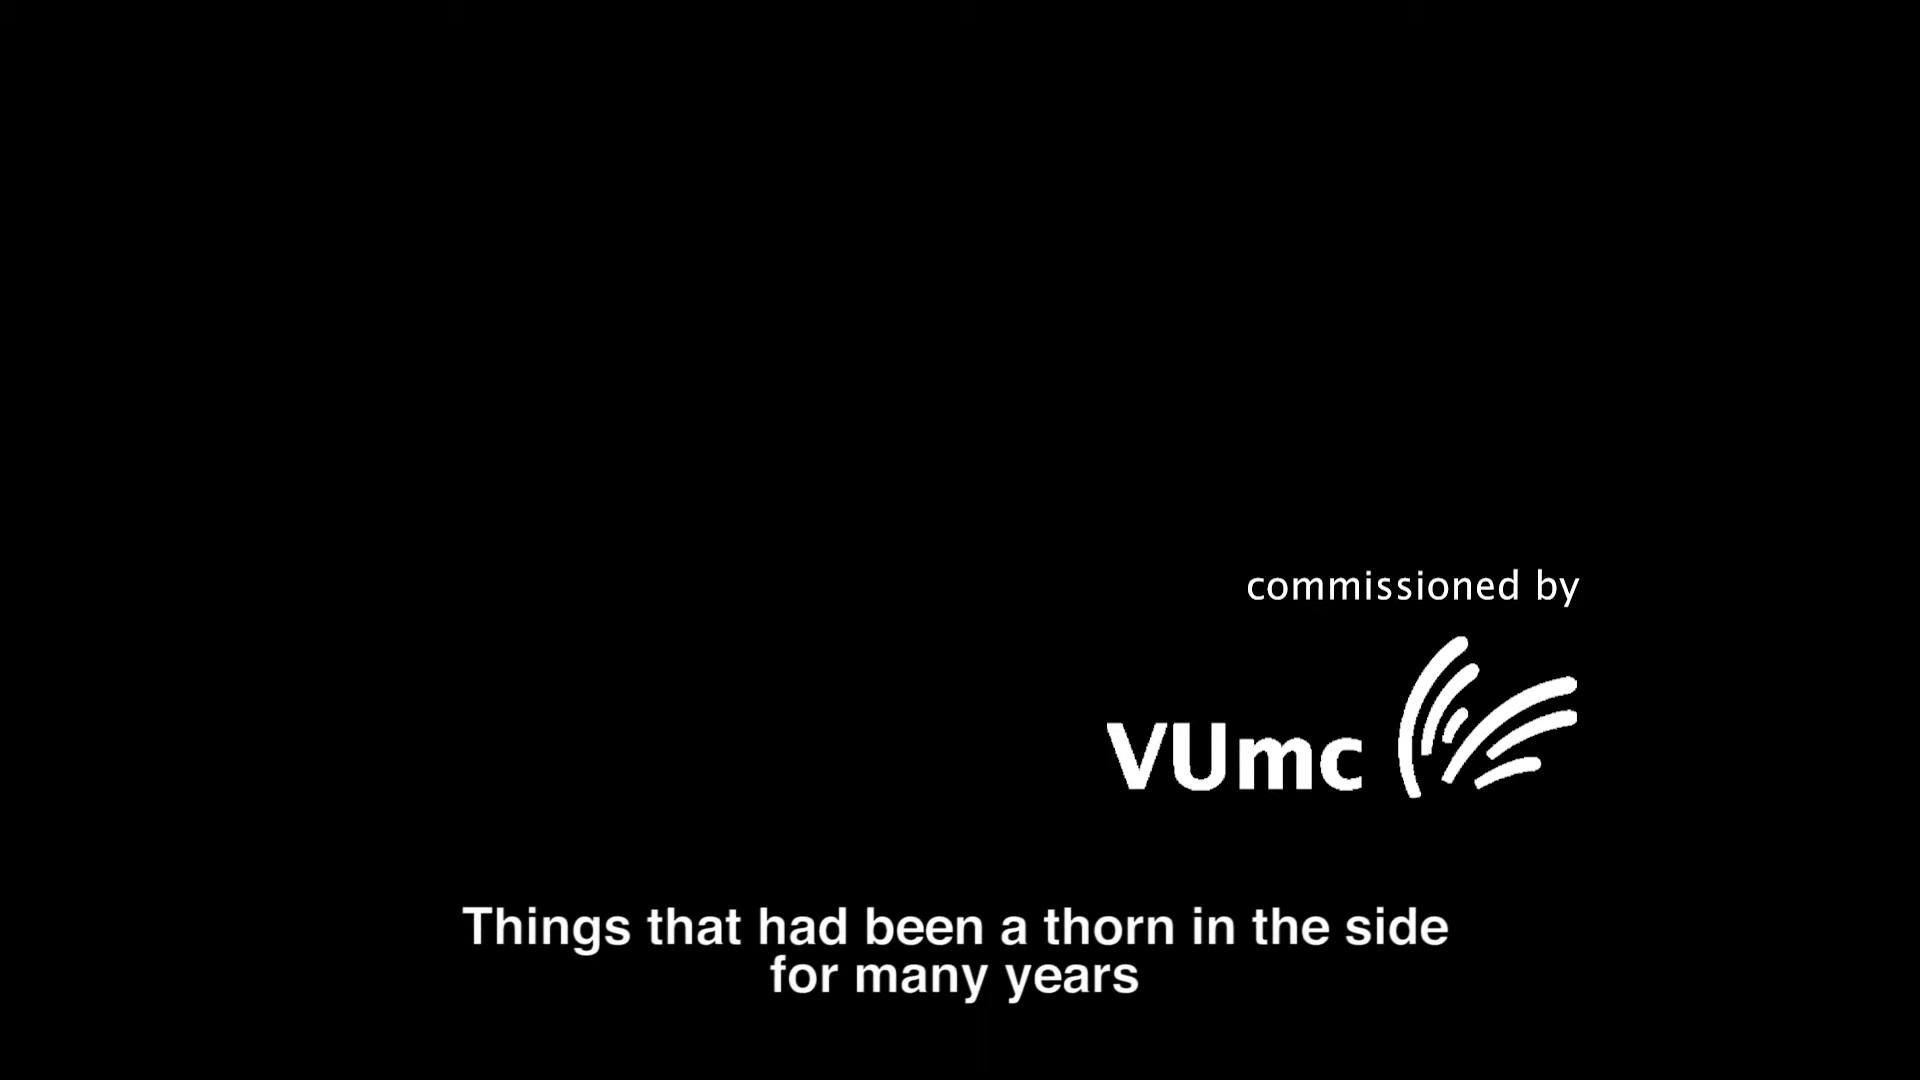 commissioned by
VUmc
Things that had been a thorn in the side
for many years